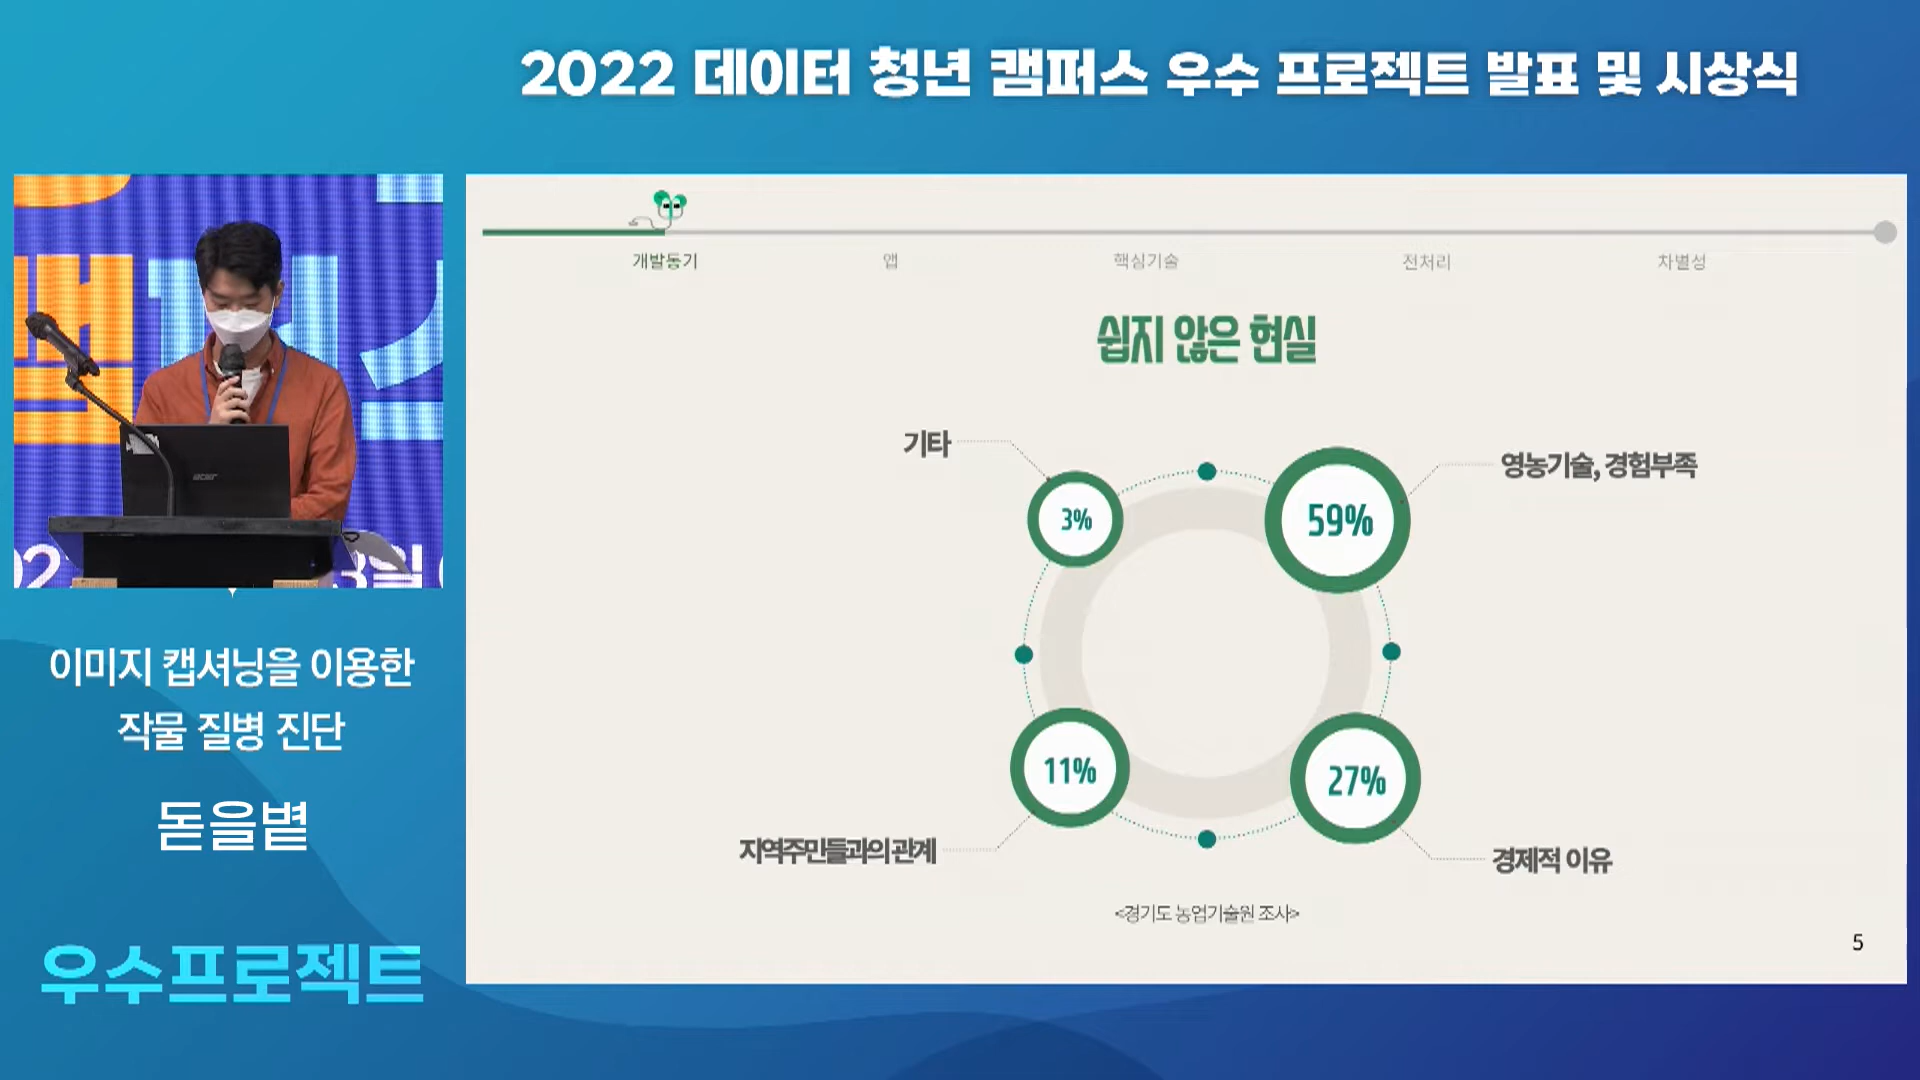 2022 데이터 청년 캠퍼스 우수 프로젝트 발표 및 시상식
개발동기
앱
핵심기술
전처리
차별성
쉽지 않은 현실
기타
3%
59%
영농기술, 경험부족
11%
27%
지역주민들과의 관계
경제적 이유
<경기도 농업기술원 조사>
5
acer
이미지 캡셔닝을 이용한
작물 질병 진단
돋을볕
우수프로젝트